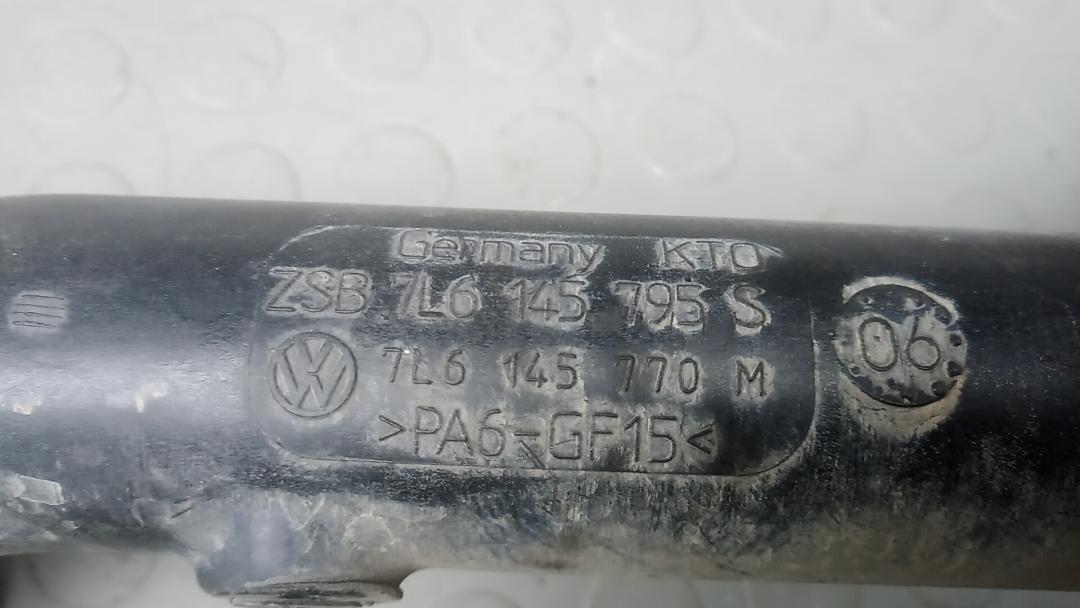 Germany KTO
ZSB 7L6 145 795 S
7L6 145 770 M
>PA6-GF15<
06